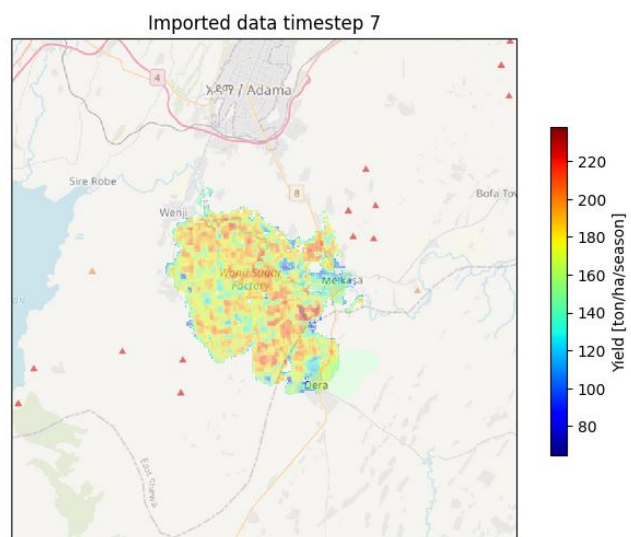 Imported data timestep 7
4
አዳማ / Adama
Sire Robe
8
Bofa Tow
Wenji
Wonji Sugar
Factory
Melkasa
Dera
East Shewa
220
200
180
160
140
120
100
80
Yield [ton/ha/season]